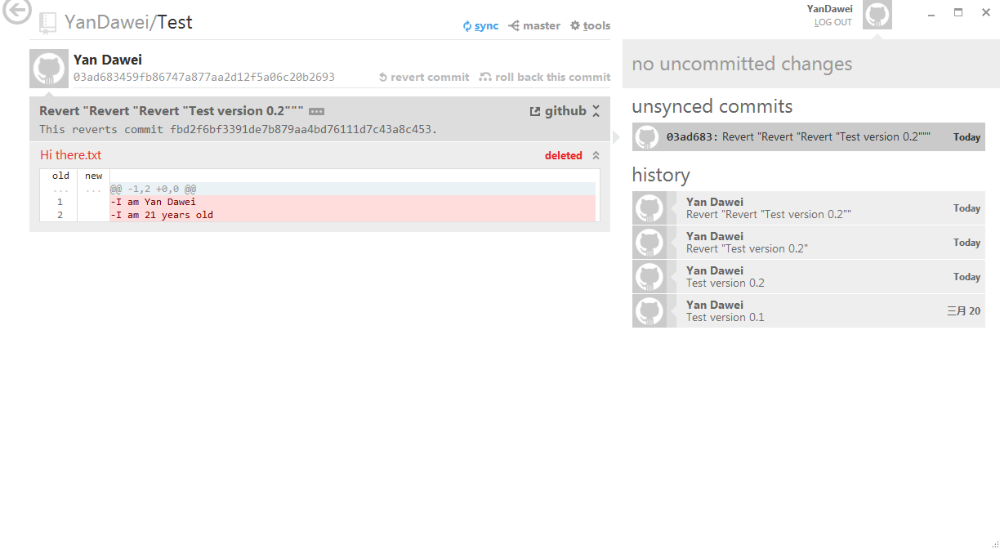 YanDawei/Test
sync master tools
Yan Dawei
03ad683459fb86747a877aa2d12f5a06c20b2693
revert commit roll back this commit
Revert "Revert "Revert "Test version 0.2"""
github
This reverts commit fbd2f6bf3391de7b879aa4bd76111d7c43a8c453.
Hi there.txt
deleted
old new
... ... @@ -1,2 +0,0 @@
1 -I am Yan Dawei
2 -I am 21 years old
YanDawei
LOG OUT
no uncommitted changes
unsynced commits
03ad683: Revert "Revert "Revert "Test version 0.2""" Today
history
Yan Dawei
Revert "Revert "Test version 0.2"" Today
Yan Dawei
Revert "Test version 0.2" Today
Yan Dawei
Test version 0.2 Today
Yan Dawei
Test version 0.1 三月 20